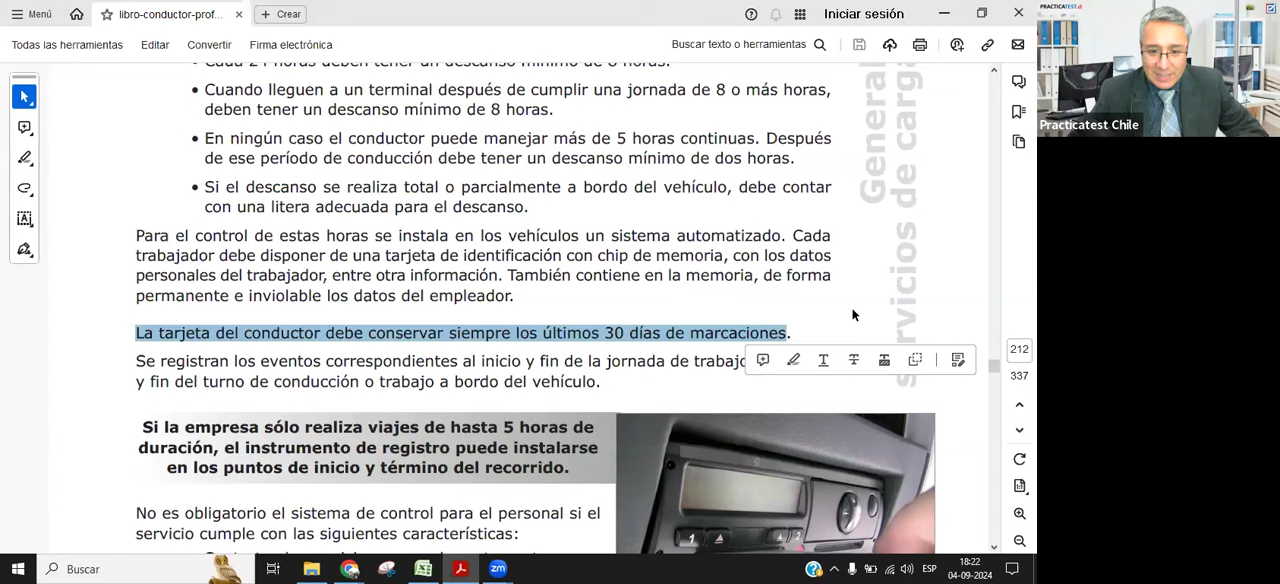 Menú
libro-conductor-prof...
Crear
Iniciar sesión
Todas las herramientas
Editar
Convertir
Firma electrónica
Buscar texto o herramientas
PRACTICATEST.cl
Practicatest Chile
• Cuando lleguen a un terminal después de cumplir una jornada de 8 o más horas,
deben tener un descanso mínimo de 8 horas.
• En ningún caso el conductor puede manejar más de 5 horas continuas. Después
de ese período de conducción debe tener un descanso mínimo de dos horas.
• Si el descanso se realiza total o parcialmente a bordo del vehículo, debe contar
con una litera adecuada para el descanso.
Para el control de estas horas se instala en los vehículos un sistema automatizado. Cada
trabajador debe disponer de una tarjeta de identificación con chip de memoria, con los datos
personales del trabajador, entre otra información. También contiene en la memoria, de forma
permanente e inviolable los datos del empleador.
La tarjeta del conductor debe conservar siempre los últimos 30 días de marcaciones.
Se registran los eventos correspondientes al inicio y fin de la jornada de trabajo
y fin del turno de conducción o trabajo a bordo del vehículo.
Si la empresa sólo realiza viajes de hasta 5 horas de
duración, el instrumento de registro puede instalarse
en los puntos de inicio y término del recorrido.
No es obligatorio el sistema de control para el personal si el
servicio cumple con las siguientes características:
General
de carga
212
337
1
2
Buscar
ESP
18:22
04-09-2024